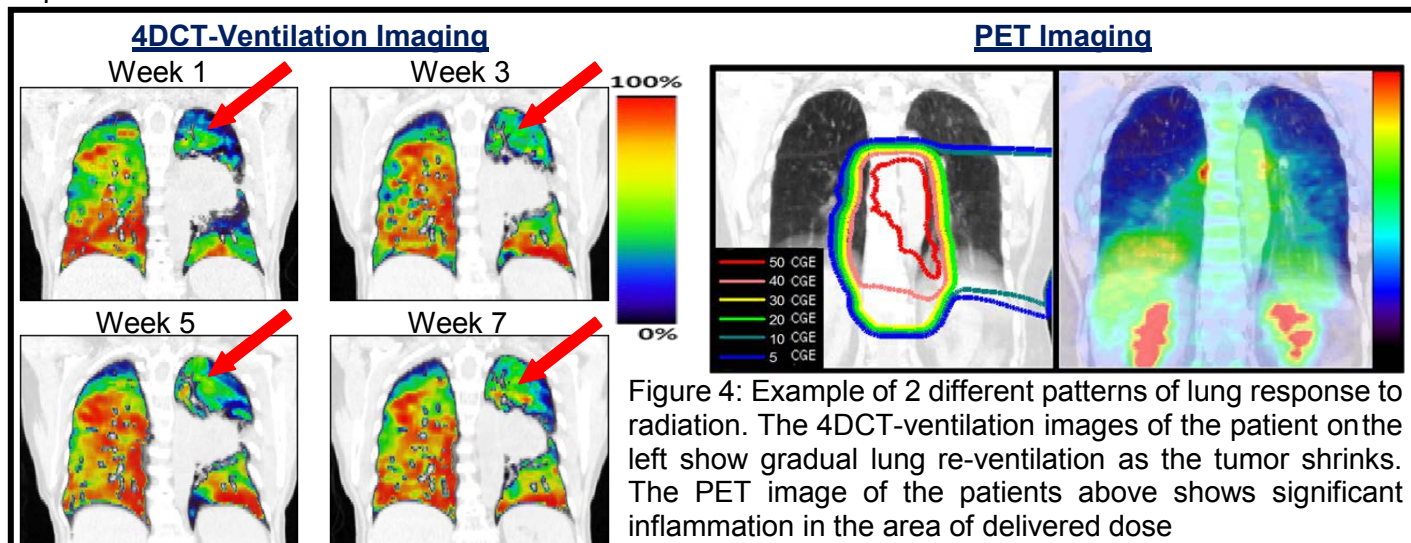 4DCT-Ventilation Imaging
PET Imaging
Week 1
Week 3
100%
0%
Week 5
Week 7
50 CGE
40 CGE
30 CGE
20 CGE
10 CGE
5 CGE
Figure 4: Example of 2 different patterns of lung response to
radiation. The 4DCT-ventilation images of the patient onthe
left show gradual lung re-ventilation as the tumor shrinks.
The PET image of the patients above shows significant
inflammation in the area of delivered dose